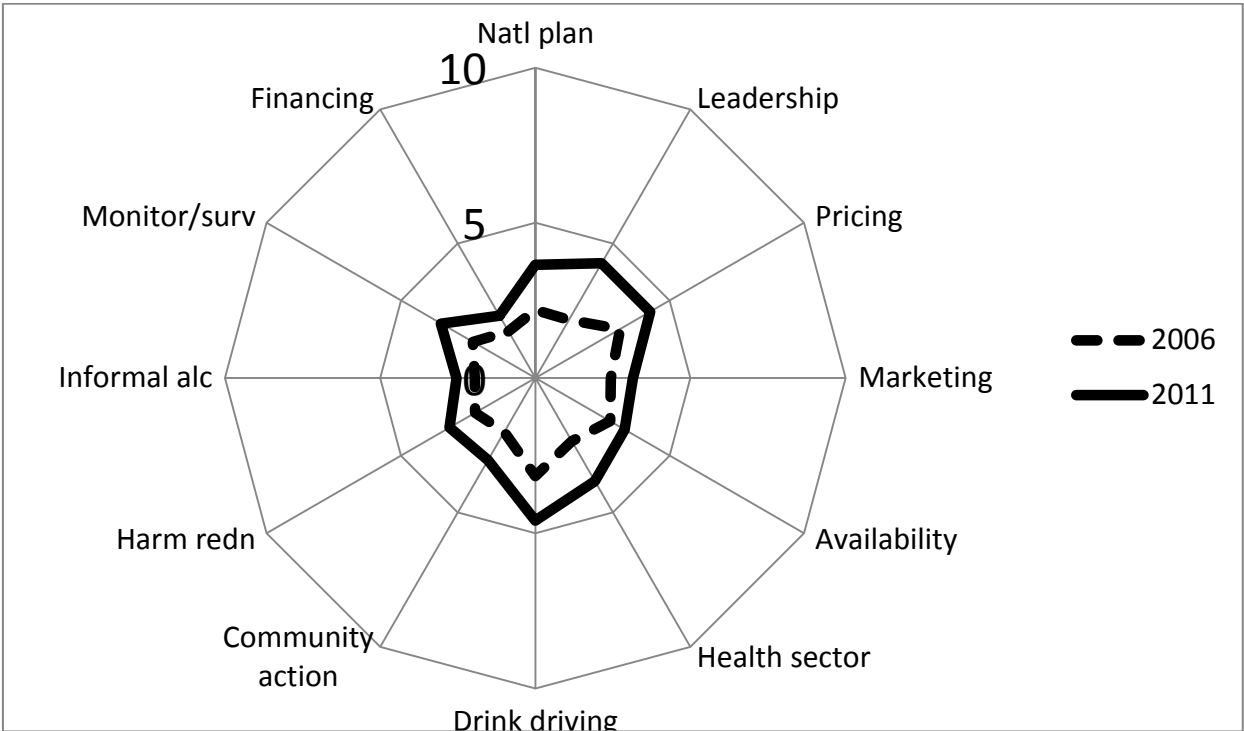 Natl plan
10
Financing
Leadership
Monitor/surv
5
Pricing
Informal alc
0
Marketing
2006
2011
Harm redn
Availability
Community
action
Health sector
Drink driving